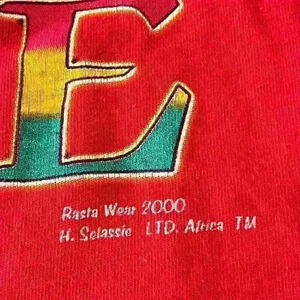 E
Rasta Wear 2000
H. Selassie LTD. Africa TM